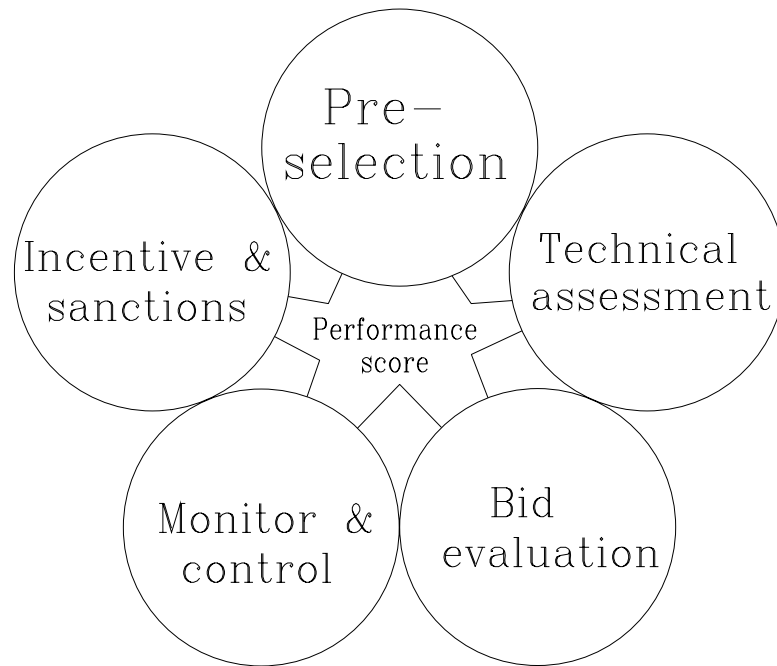 Pre-
selection
Incentive &
sanctions
Technical
assessment
Performance
score
Monitor &
control
Bid
evaluation